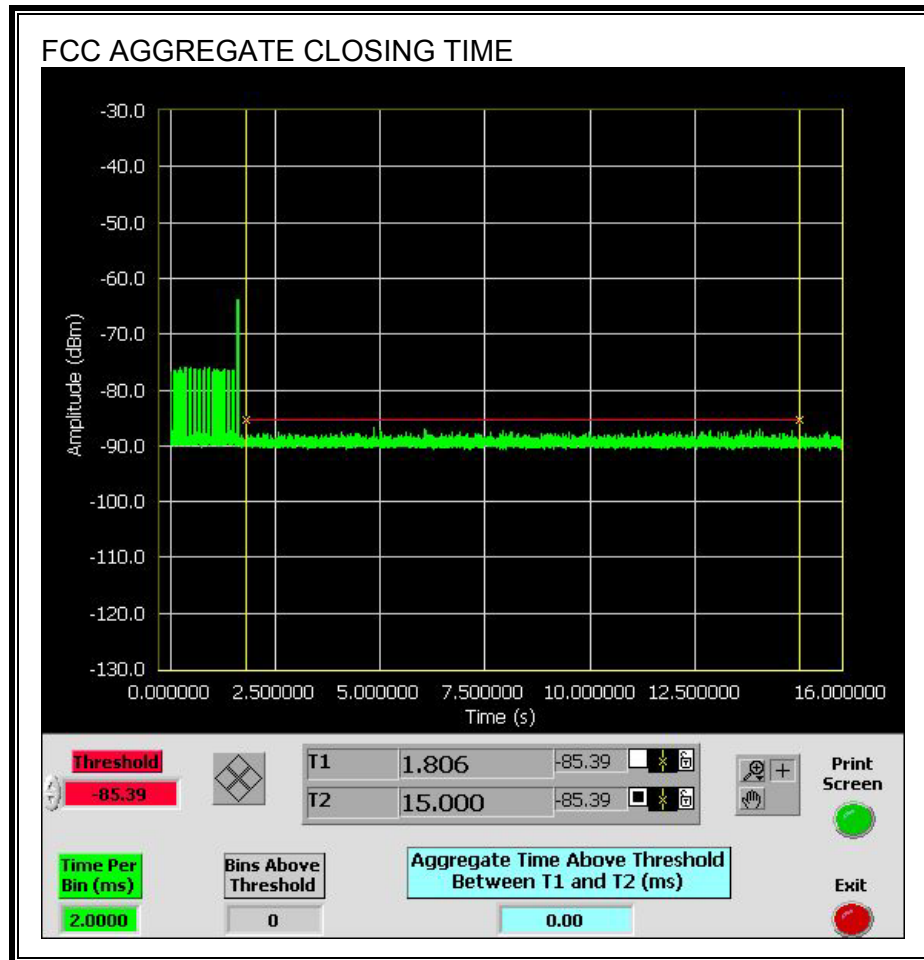 FCC AGGREGATE CLOSING TIME
-30.0
-40.0
-50.0
-60.0
-70.0
-80.0
-90.0
-100.0
-110.0
-120.0
-130.0
Amplitude (dBm)
0.000000 2.500000 5.000000 7.500000 10.000000 12.500000 16.000000
Time (s)
Threshold
-85.39
T1 1.806 -85.39
T2 15.000 -85.39
Print
Screen
Time Per
Bin (ms)
2.0000
Bins Above
Threshold
0
Aggregate Time Above Threshold
Between T1 and T2 (ms)
0.00
Exit